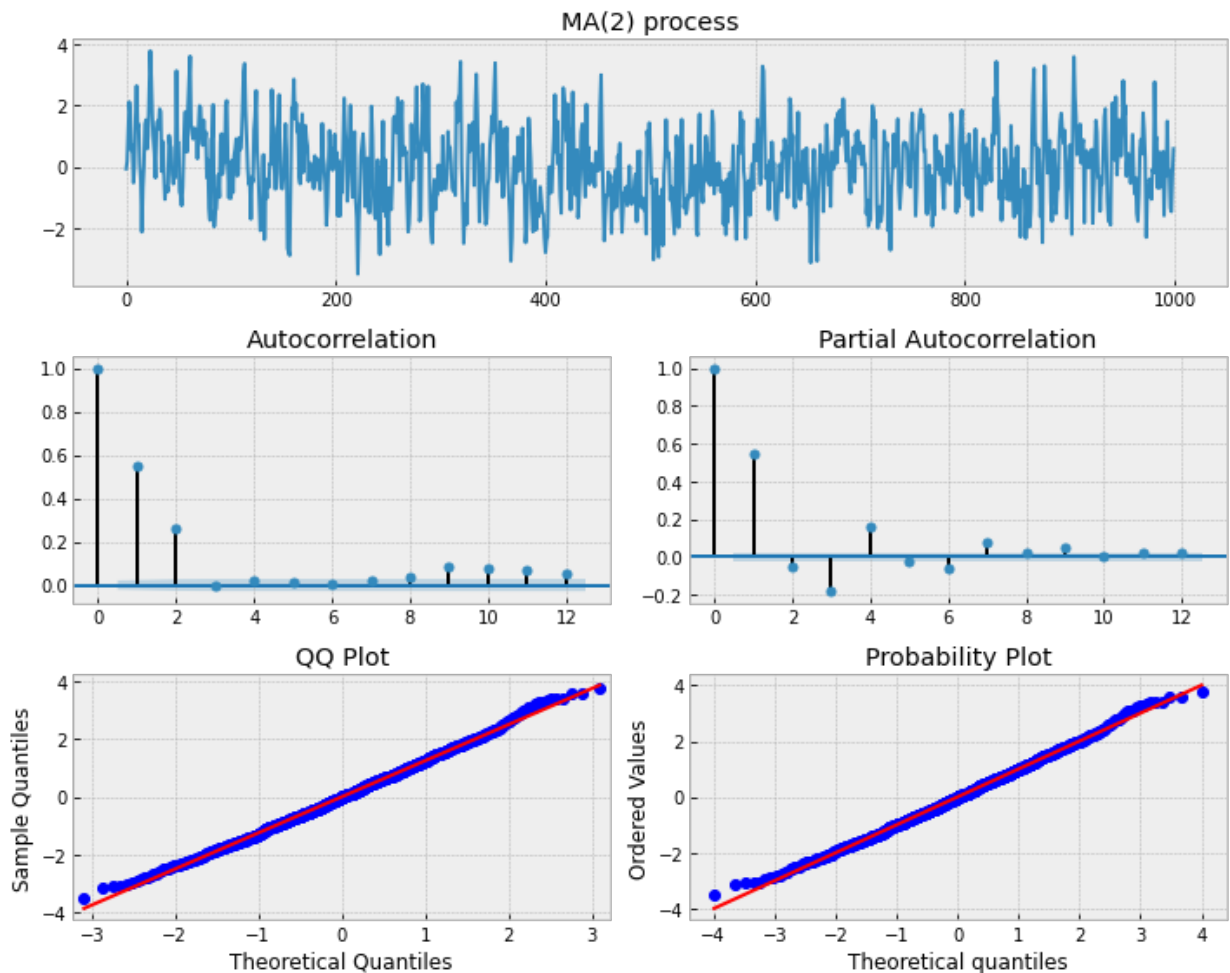 MA(2) process
4
2
0
−2
0 200 400 600 800 1000
Autocorrelation
1.0
0.8
0.6
0.4
0.2
0.0
0 2 4 6 8 10 12
Partial Autocorrelation
1.0
0.8
0.6
0.4
0.2
0.0
−0.2
0 2 4 6 8 10 12
QQ Plot
Sample Quantiles
4
2
0
−2
−4
−3 −2 −1 0 1 2 3
Theoretical Quantiles
Probability Plot
Ordered Values
4
2
0
−2
−4
−4 −3 −2 −1 0 1 2 3 4
Theoretical quantiles